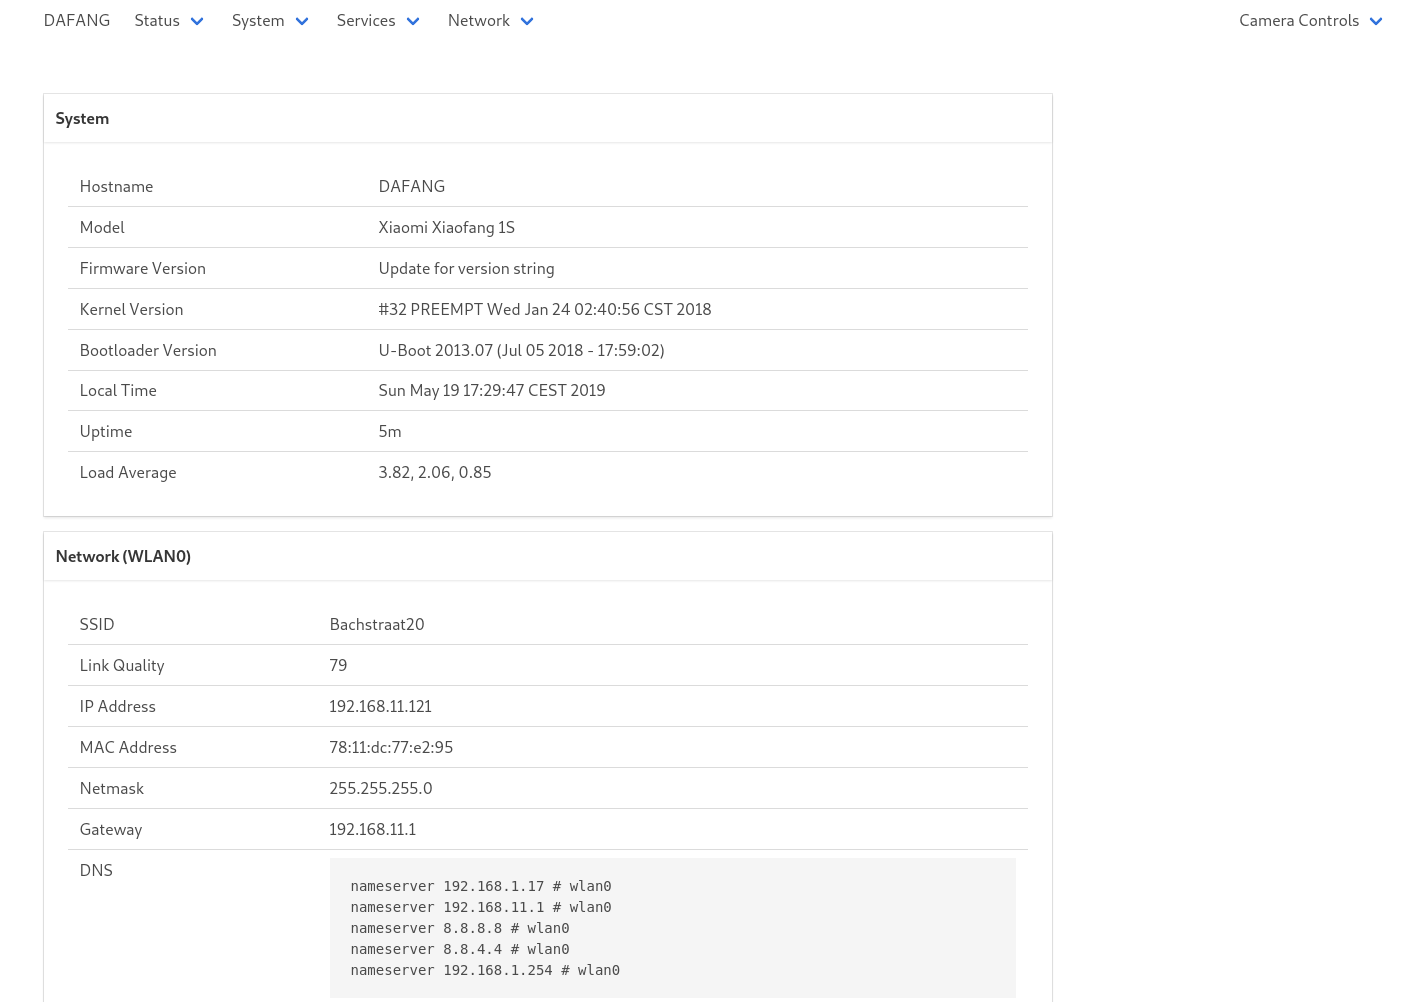 DAFANG Status System Services Network Camera Controls
System
Hostname DAFANG
Model Xiaomi Xiaofang 1S
Firmware Version Update for version string
Kernel Version #32 PREEMPT Wed Jan 24 02:40:56 CST 2018
Bootloader Version U-Boot 2013.07 (Jul 05 2018 - 17:59:02)
Local Time Sun May 19 17:29:47 CEST 2019
Uptime 5m
Load Average 3.82, 2.06, 0.85
Network (WLAN0)
SSID Bachstraat20
Link Quality 79
IP Address 192.168.11.121
MAC Address 78:11:dc:77:e2:95
Netmask 255.255.255.0
Gateway 192.168.11.1
DNS
nameserver 192.168.1.17 # wlan0
nameserver 192.168.11.1 # wlan0
nameserver 8.8.8.8 # wlan0
nameserver 8.8.4.4 # wlan0
nameserver 192.168.1.254 # wlan0